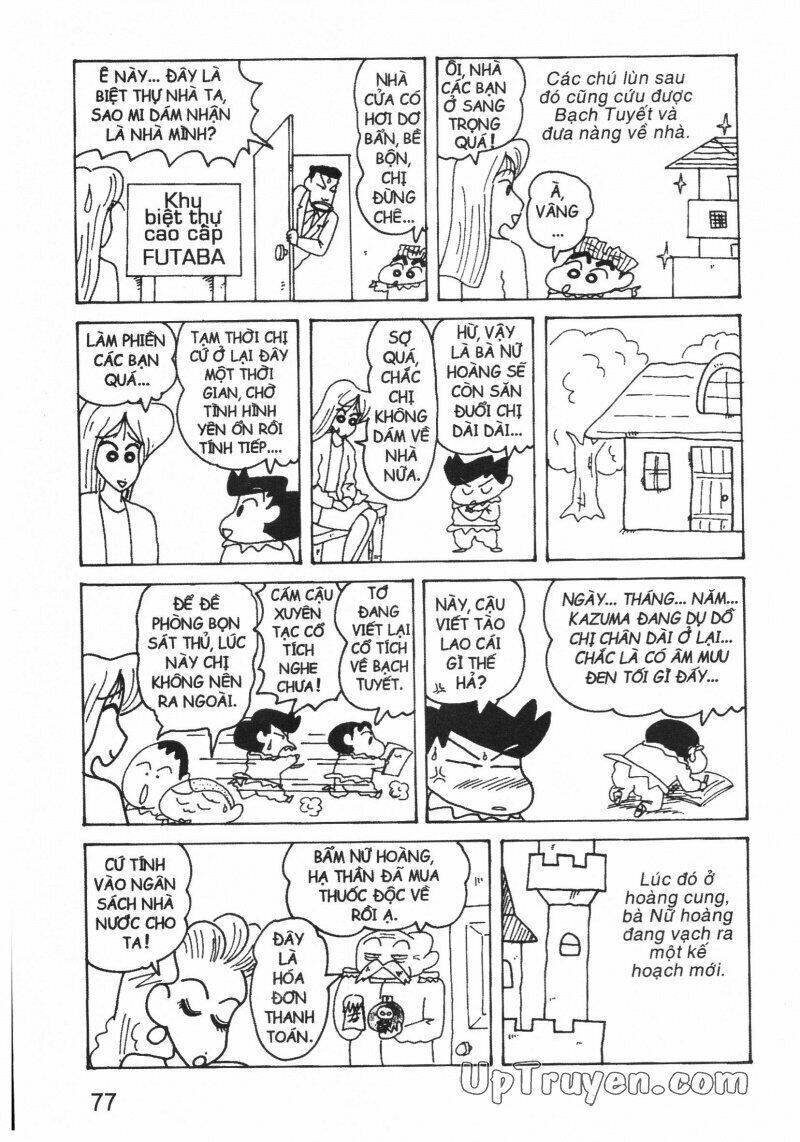 Các chú lùn sau
đó cũng cứu được
Bạch Tuyết và
đưa nàng về nhà.
ÔI, NHÀ
CÁC BẠN
Ở SANG
TRỌNG
QUÁ!
À,
VÂNG
...
NHÀ
CỬA CÓ
HƠI DƠ
BẨN, BỀ
BỘN,
CHỊ
ĐỪNG
CHÊ...
Ê NÀY... ĐÂY LÀ
BIỆT THỰ NHÀ TA,
SAO MI DÁM NHẬN
LÀ NHÀ MÌNH?
Khu
biệt thự
cao cấp
FUTABA
HỪ, VẬY
LÀ BÀ NỮ
HOÀNG SẼ
CÒN SĂN
ĐUỔI CHỊ
DÀI DÀI...
SỢ
QUÁ,
CHẮC
CHỊ
KHÔNG
DÁM VỀ
NHÀ
NỮA.
TẠM THỜI CHỊ
CỨ Ở LẠI ĐÂY
MỘT THỜI
GIAN, CHỜ
TÌNH HÌNH
YÊN ỔN RỒI
TÍNH TIẾP....
LÀM PHIỀN
CÁC BẠN
QUÁ...
NGÀY... THÁNG... NĂM...
KAZUMA ĐANG DỤ DỖ
CHỊ CHÂN DÀI Ở LẠI...
CHẮC LÀ CÓ ÂM MƯU
ĐEN TỐI GÌ ĐẤY...
NÀY, CẬU
VIẾT TÀO
LAO CÁI
GÌ THẾ
HẢ?
TỚ
ĐANG
VIẾT LẠI
CỔ TÍCH
VỀ BẠCH
TUYẾT.
CẤM CẬU
XUYÊN
TẠC CỔ
TÍCH
NGHE
CHƯA!
ĐỂ ĐỀ
PHÒNG BỌN
SÁT THỦ, LÚC
NÀY CHỊ
KHÔNG NÊN
RA NGOÀI.
Lúc đó ở
hoàng cung,
bà Nữ hoàng
đang vạch ra
một kế
hoạch mới.
BẨM NỮ HOÀNG,
HẠ THẦN ĐÃ MUA
THUỐC ĐỘC VỀ
RỒI Ạ.
ĐÂY
LÀ
HÓA
ĐƠN
THANH
TOÁN.
CỨ TÍNH
VÀO NGÂN
SÁCH NHÀ
NƯỚC CHO
TA!
77
UpTruyen.com